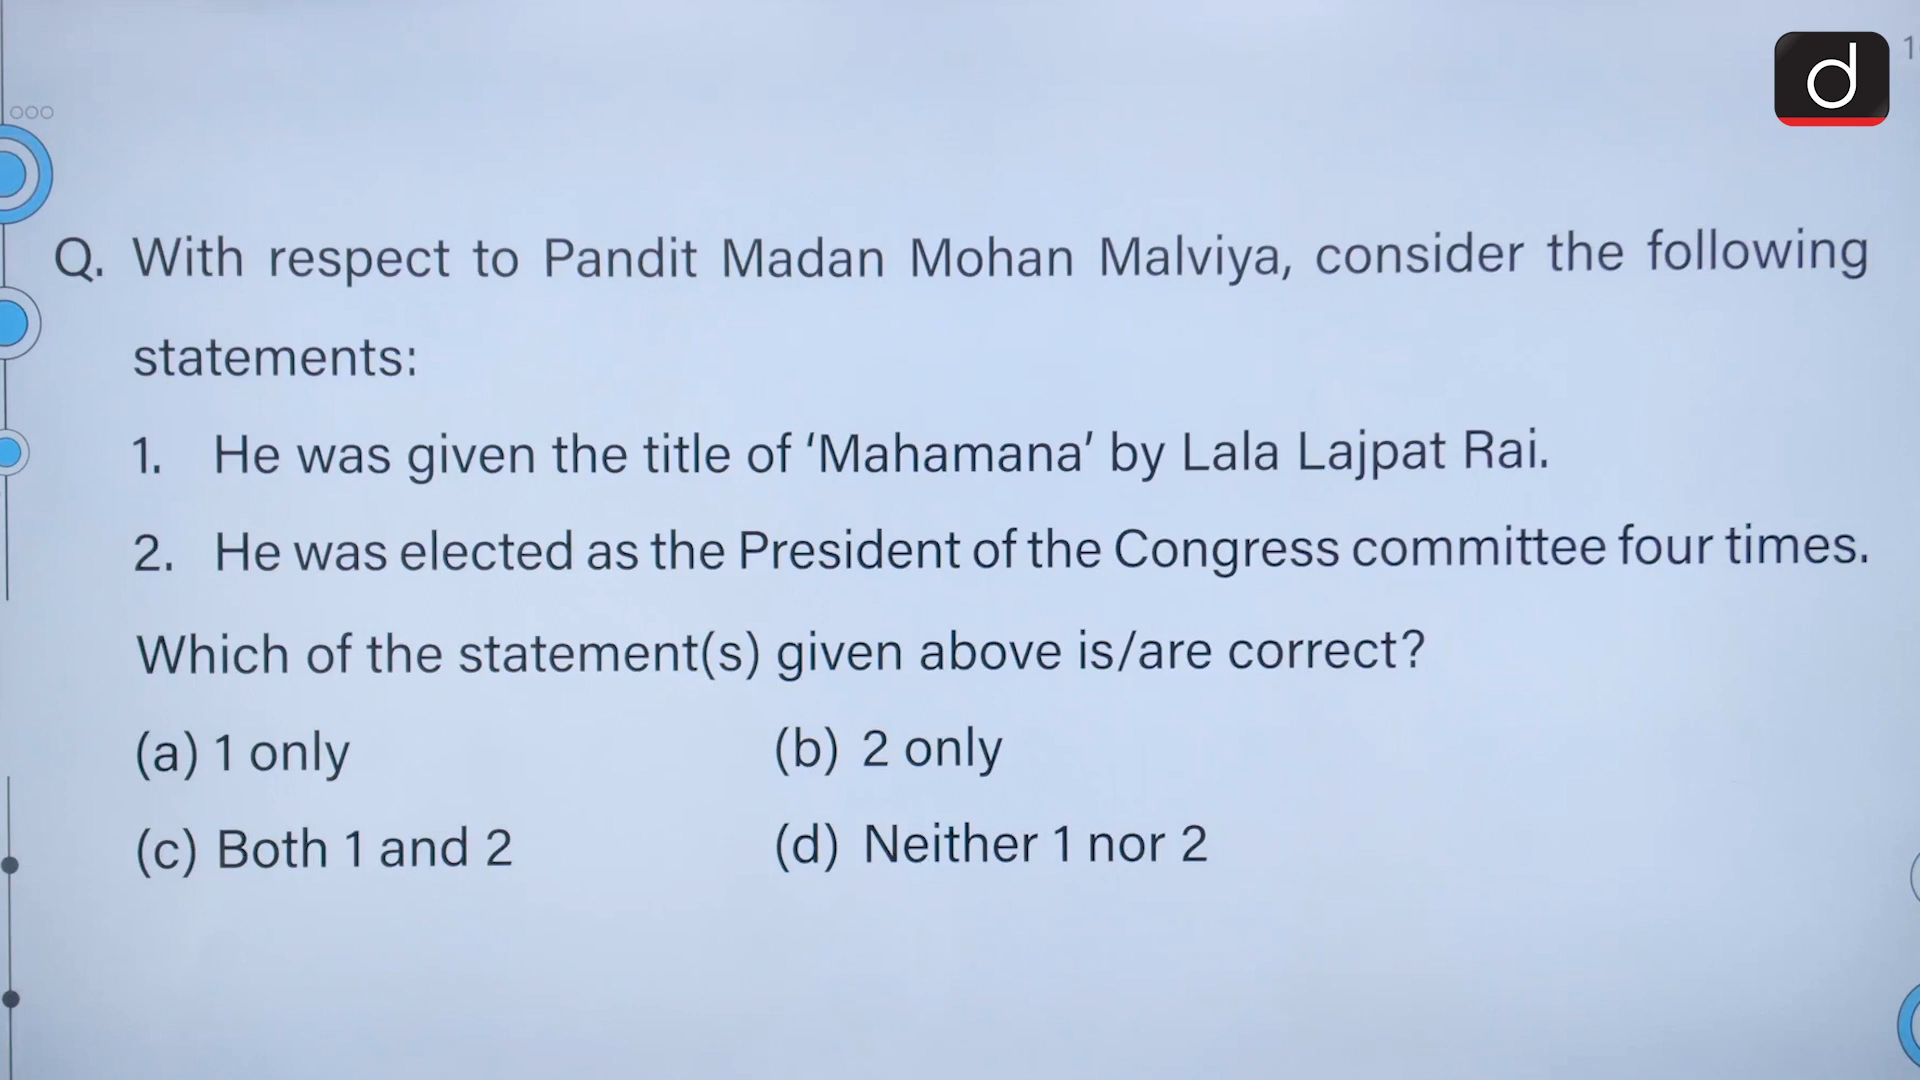 d
1
Q. With respect to Pandit Madan Mohan Malviya, consider the following
statements:
1. He was given the title of ‘Mahamana’ by Lala Lajpat Rai.
2. He was elected as the President of the Congress committee four times.
Which of the statement(s) given above is/are correct?
(a) 1 only (b) 2 only
(c) Both 1 and 2 (d) Neither 1 nor 2